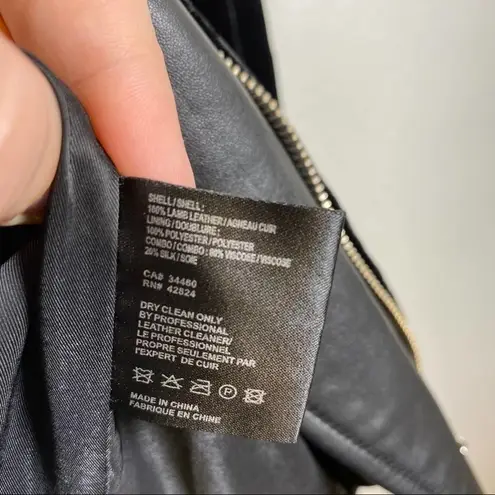 SHELL / SHELL :
100% LAMB LEATHER / AGNEAU CUIR
LINING / DOUBLURE :
100% POLYESTER / POLYESTER
COMBO / COMBO : 80% VISCOSE / VISCOSE
20% SILK / SOIE
CA# 34460
RN# 42824
DRY CLEAN ONLY
BY PROFESSIONAL
LEATHER CLEANER/
LE PROFESSIONNEL
PROPRE SEULEMENT PAR
l'EXPERT DE CUIR
P
MADE IN CHINA
FABRIQUE EN CHINE